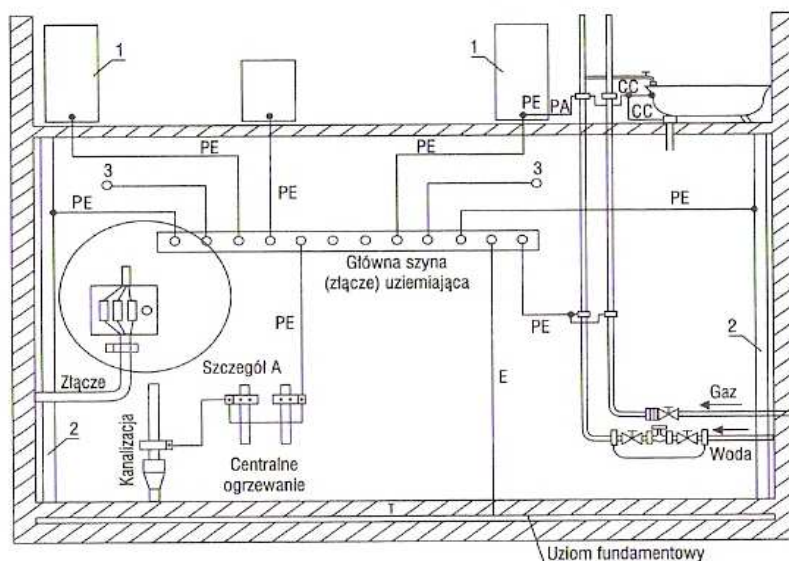 1
1
PE
PA
CC
CC
PE
PE
3
3
PE
PE
PE
Główna szyna
(złącze) uziemiająca
PE
PE
2
Szczegół A
E
Złącze
Gaz
2
Kanalizacja
Centralne
ogrzewanie
Woda
T
Uziom fundamentowy